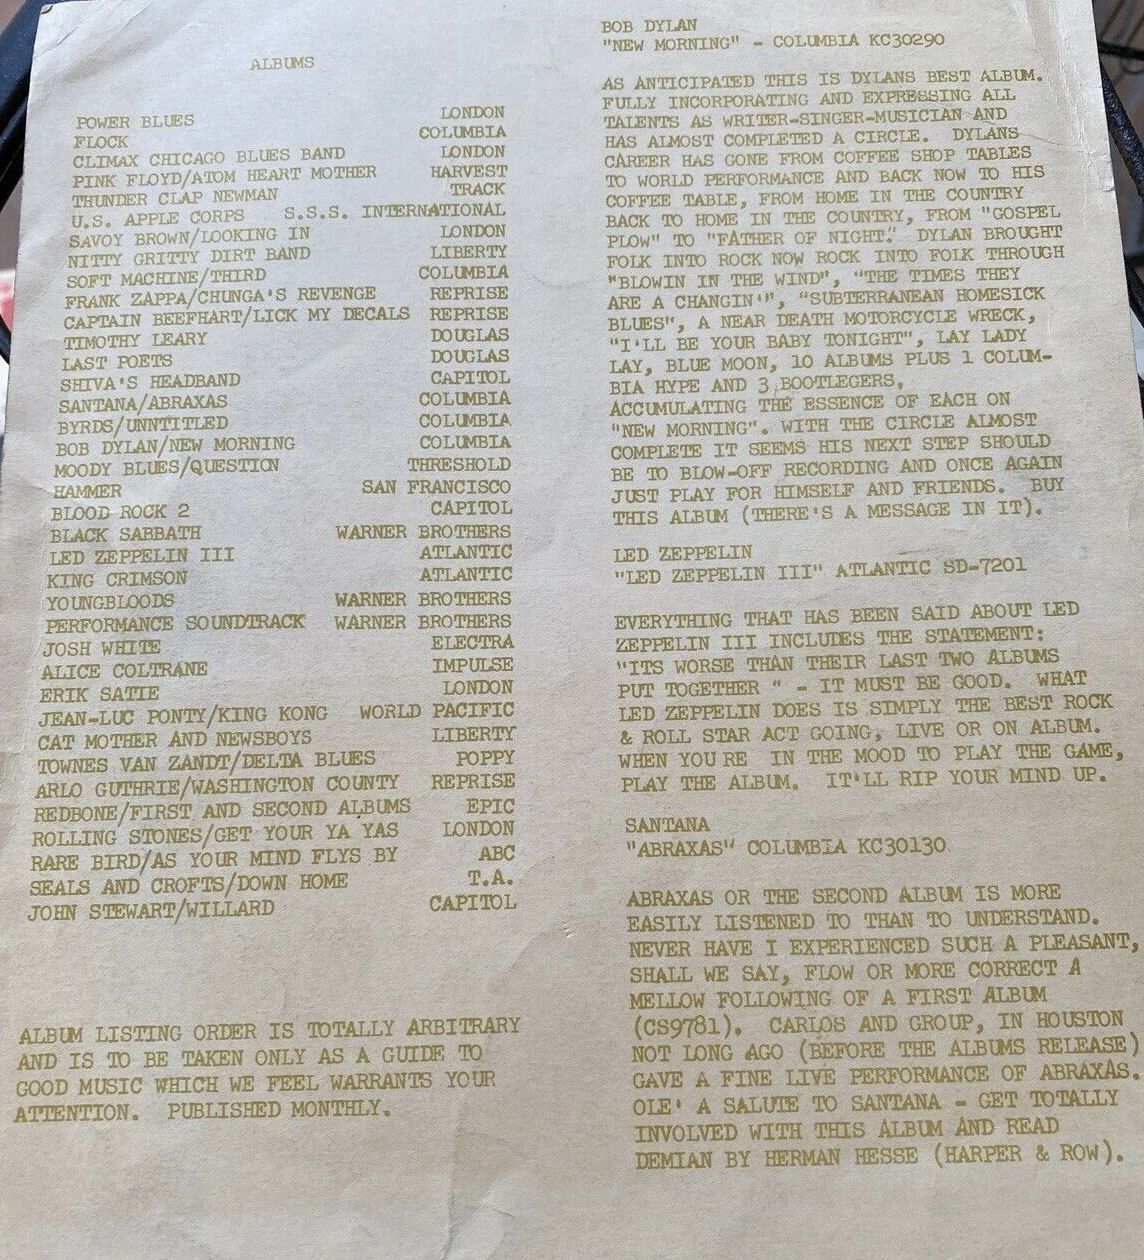 ALBUMS
POWER BLUES LONDON
FLOCK COLUMBIA
CLIMAX CHICAGO BLUES BAND LONDON
PINK FLOYD/ATOM HEART MOTHER HARVEST
THUNDER CLAP NEWMAN TRACK
U.S. APPLE CORPS S.S.S. INTERNATIONAL
SAVOY BROWN/LOOKING IN LONDON
NITTY GRITTY DIRT BAND LIBERTY
SOFT MACHINE/THIRD COLUMBIA
FRANK ZAPPA/CHUNGA'S REVENGE REPRISE
CAPTAIN BEEFHART/LICK MY DECALS REPRISE
TIMOTHY LEARY DOUGLAS
LAST POETS DOUGLAS
SHIVA'S HEADBAND CAPITOL
SANTANA/ABRAXAS COLUMBIA
BYRDS/UNNTITLED COLUMBIA
BOB DYLAN/NEW MORNING COLUMBIA
MOODY BLUES/QUESTION THRESHOLD
HAMMER SAN FRANCISCO
BLOOD ROCK 2 CAPITOL
BLACK SABBATH WARNER BROTHERS
LED ZEPPELIN III ATLANTIC
KING CRIMSON ATLANTIC
YOUNGBLOODS WARNER BROTHERS
PERFORMANCE SOUNDTRACK WARNER BROTHERS
JOSH WHITE ELECTRA
ALICE COLTRANE IMPULSE
ERIK SATIE LONDON
JEAN-LUC PONTY/KING KONG WORLD PACIFIC
CAT MOTHER AND NEWSBOYS LIBERTY
TOWNES VAN ZANDT/DELTA BLUES POPPY
ARLO GUTHRIE/WASHINGTON COUNTY REPRISE
REDBONE/FIRST AND SECOND ALBUMS EPIC
ROLLING STONES/GET YOUR YA YAS LONDON
RARE BIRD/AS YOUR MIND FLYS BY ABC
SEALS AND CROFTS/DOWN HOME T.A.
JOHN STEWART/WILLARD CAPITOL
ALBUM LISTING ORDER IS TOTALLY ARBITRARY
AND IS TO BE TAKEN ONLY AS A GUIDE TO
GOOD MUSIC WHICH WE FEEL WARRANTS YOUR
ATTENTION. PUBLISHED MONTHLY.
BOB DYLAN
"NEW MORNING" - COLUMBIA KC30290
AS ANTICIPATED THIS IS DYLANS BEST ALBUM.
FULLY INCORPORATING AND EXPRESSING ALL
TALENTS AS WRITER-SINGER-MUSICIAN AND
HAS ALMOST COMPLETED A CIRCLE. DYLANS
CAREER HAS GONE FROM COFFEE SHOP TABLES
TO WORLD PERFORMANCE AND BACK NOW TO HIS
COFFEE TABLE, FROM HOME IN THE COUNTRY
BACK TO HOME IN THE COUNTRY, FROM "GOSPEL
PLOW" TO "FATHER OF NIGHT." DYLAN BROUGHT
FOLK INTO ROCK NOW ROCK INTO FOLK THROUGH
"BLOWIN IN THE WIND", "THE TIMES THEY
ARE A CHANGIN'", "SUBTERRANEAN HOMESICK
BLUES", A NEAR DEATH MOTORCYCLE WRECK,
"I'LL BE YOUR BABY TONIGHT", LAY LADY
LAY, BLUE MOON, 10 ALBUMS PLUS 1 COLUM-
BIA HYPE AND 3 BOOTLEGERS,
ACCUMULATING THE ESSENCE OF EACH ON
"NEW MORNING". WITH THE CIRCLE ALMOST
COMPLETE IT SEEMS HIS NEXT STEP SHOULD
BE TO BLOW-OFF RECORDING AND ONCE AGAIN
JUST PLAY FOR HIMSELF AND FRIENDS. BUY
THIS ALBUM (THERE'S A MESSAGE IN IT).
LED ZEPPELIN
"LED ZEPPELIN III" ATLANTIC SD-7201
EVERYTHING THAT HAS BEEN SAID ABOUT LED
ZEPPELIN III INCLUDES THE STATEMENT:
"ITS WORSE THAN THEIR LAST TWO ALBUMS
PUT TOGETHER " - IT MUST BE GOOD. WHAT
LED ZEPPELIN DOES IS SIMPLY THE BEST ROCK
& ROLL STAR ACT GOING, LIVE OR ON ALBUM.
WHEN YOU RE IN THE MOOD TO PLAY THE GAME,
PLAY THE ALBUM. IT'LL RIP YOUR MIND UP.
SANTANA
"ABRAXAS" COLUMBIA KC30130
ABRAXAS OR THE SECOND ALBUM IS MORE
EASILY LISTENED TO THAN TO UNDERSTAND.
NEVER HAVE I EXPERIENCED SUCH A PLEASANT,
SHALL WE SAY, FLOW OR MORE CORRECT A
MELLOW FOLLOWING OF A FIRST ALBUM
(CS9781). CARLOS AND GROUP, IN HOUSTON
NOT LONG AGO (BEFORE THE ALBUMS RELEASE)
GAVE A FINE LIVE PERFORMANCE OF ABRAXAS.
OLE' A SALUTE TO SANTANA - GET TOTALLY
INVOLVED WITH THIS ALBUM AND READ
DEMIAN BY HERMAN HESSE (HARPER & ROW).